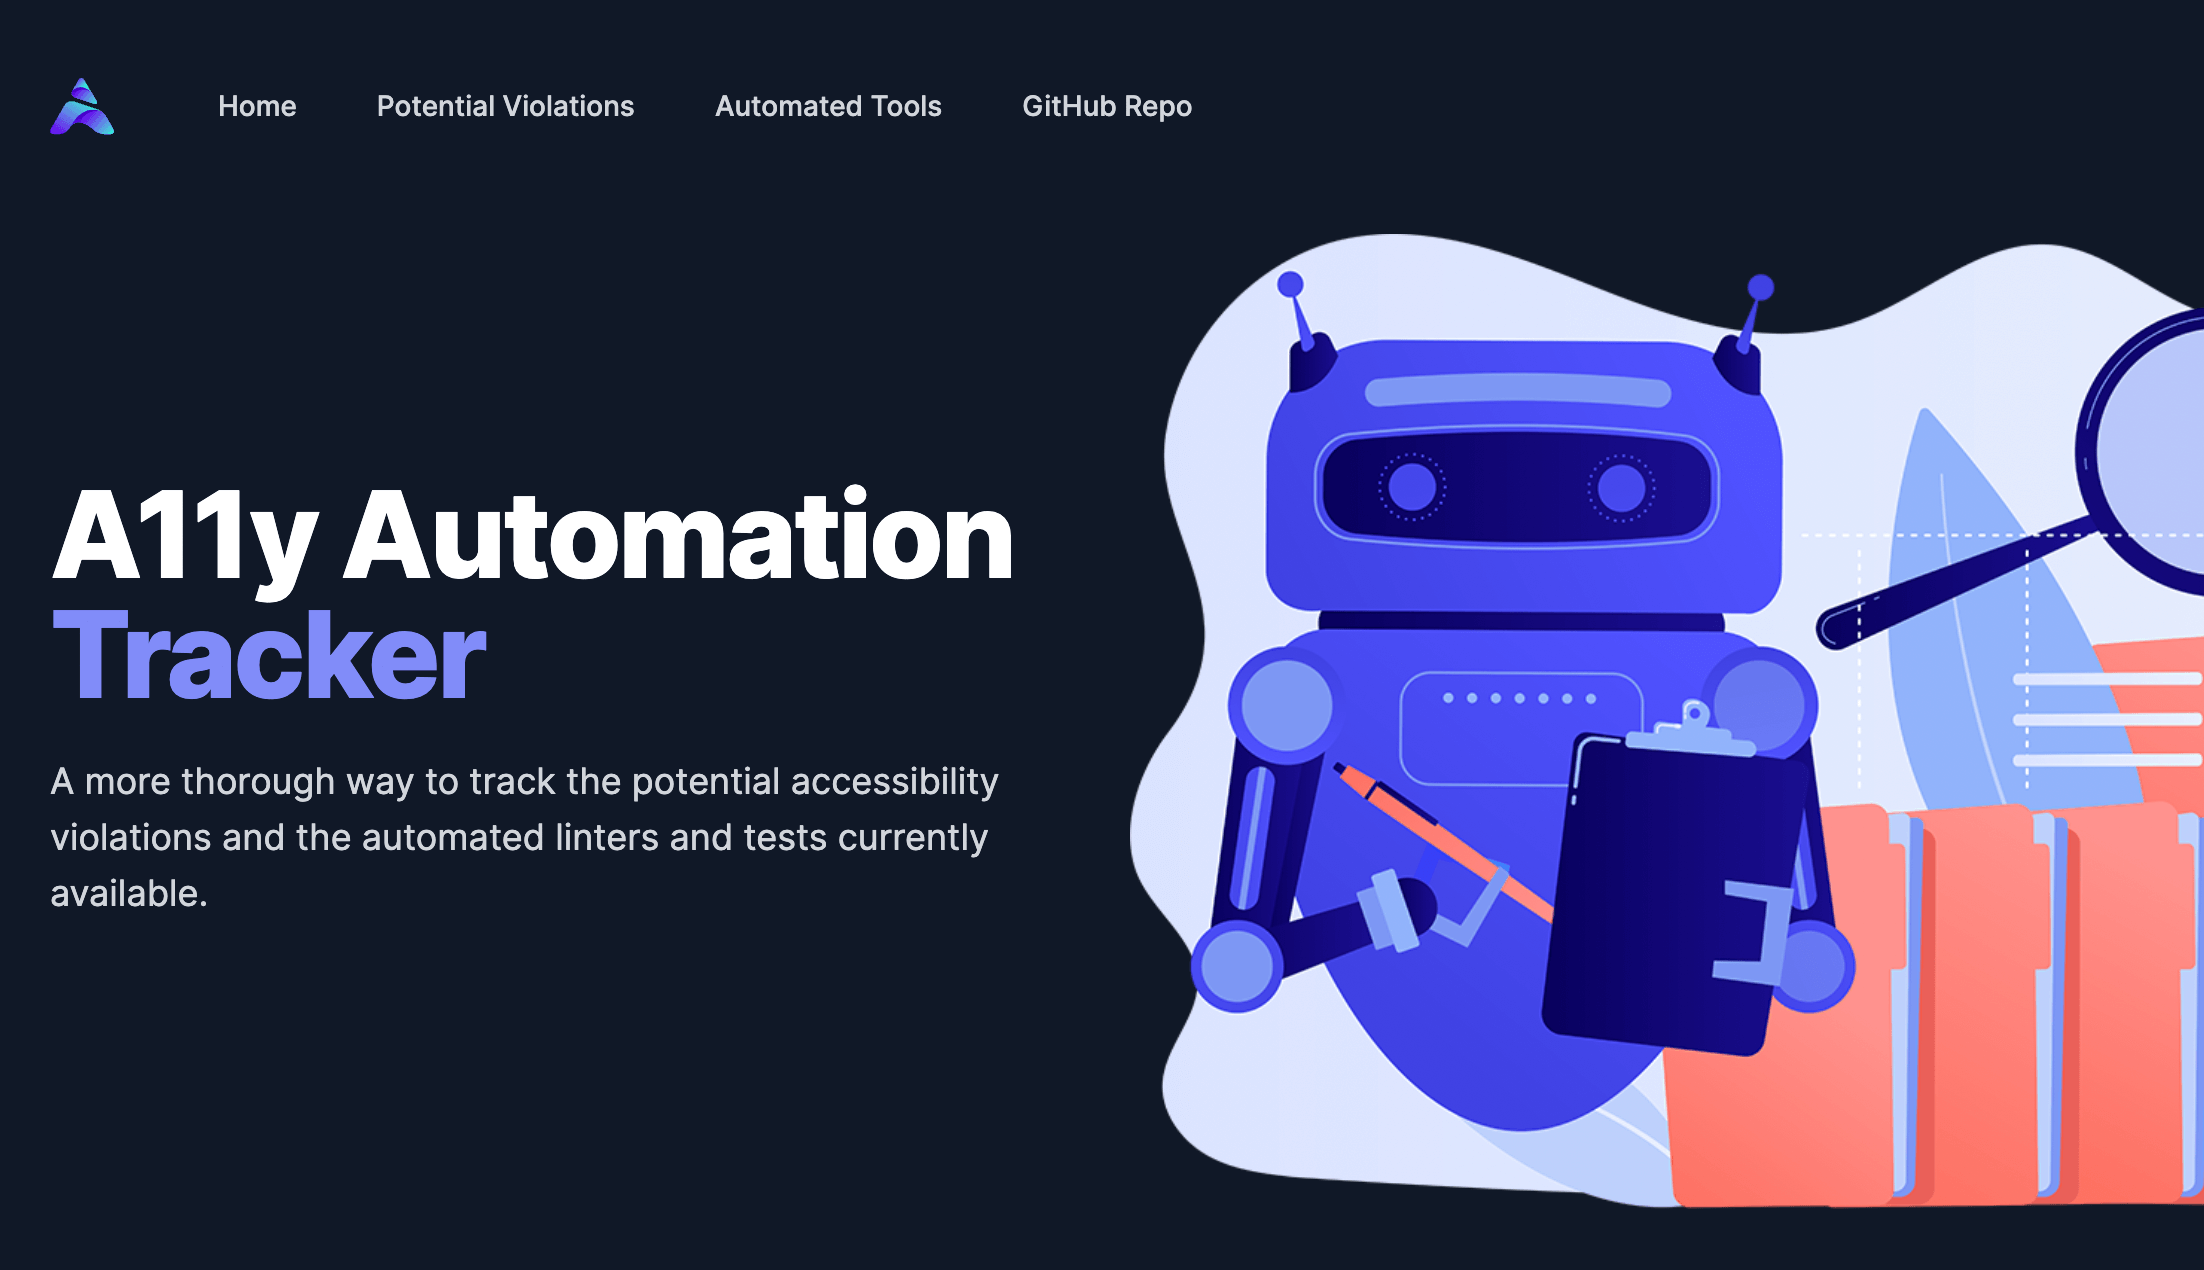 Home
Potential Violations
Automated Tools
GitHub Repo
A11y Automation
Tracker
A more thorough way to track the potential accessibility
violations and the automated linters and tests currently
available.